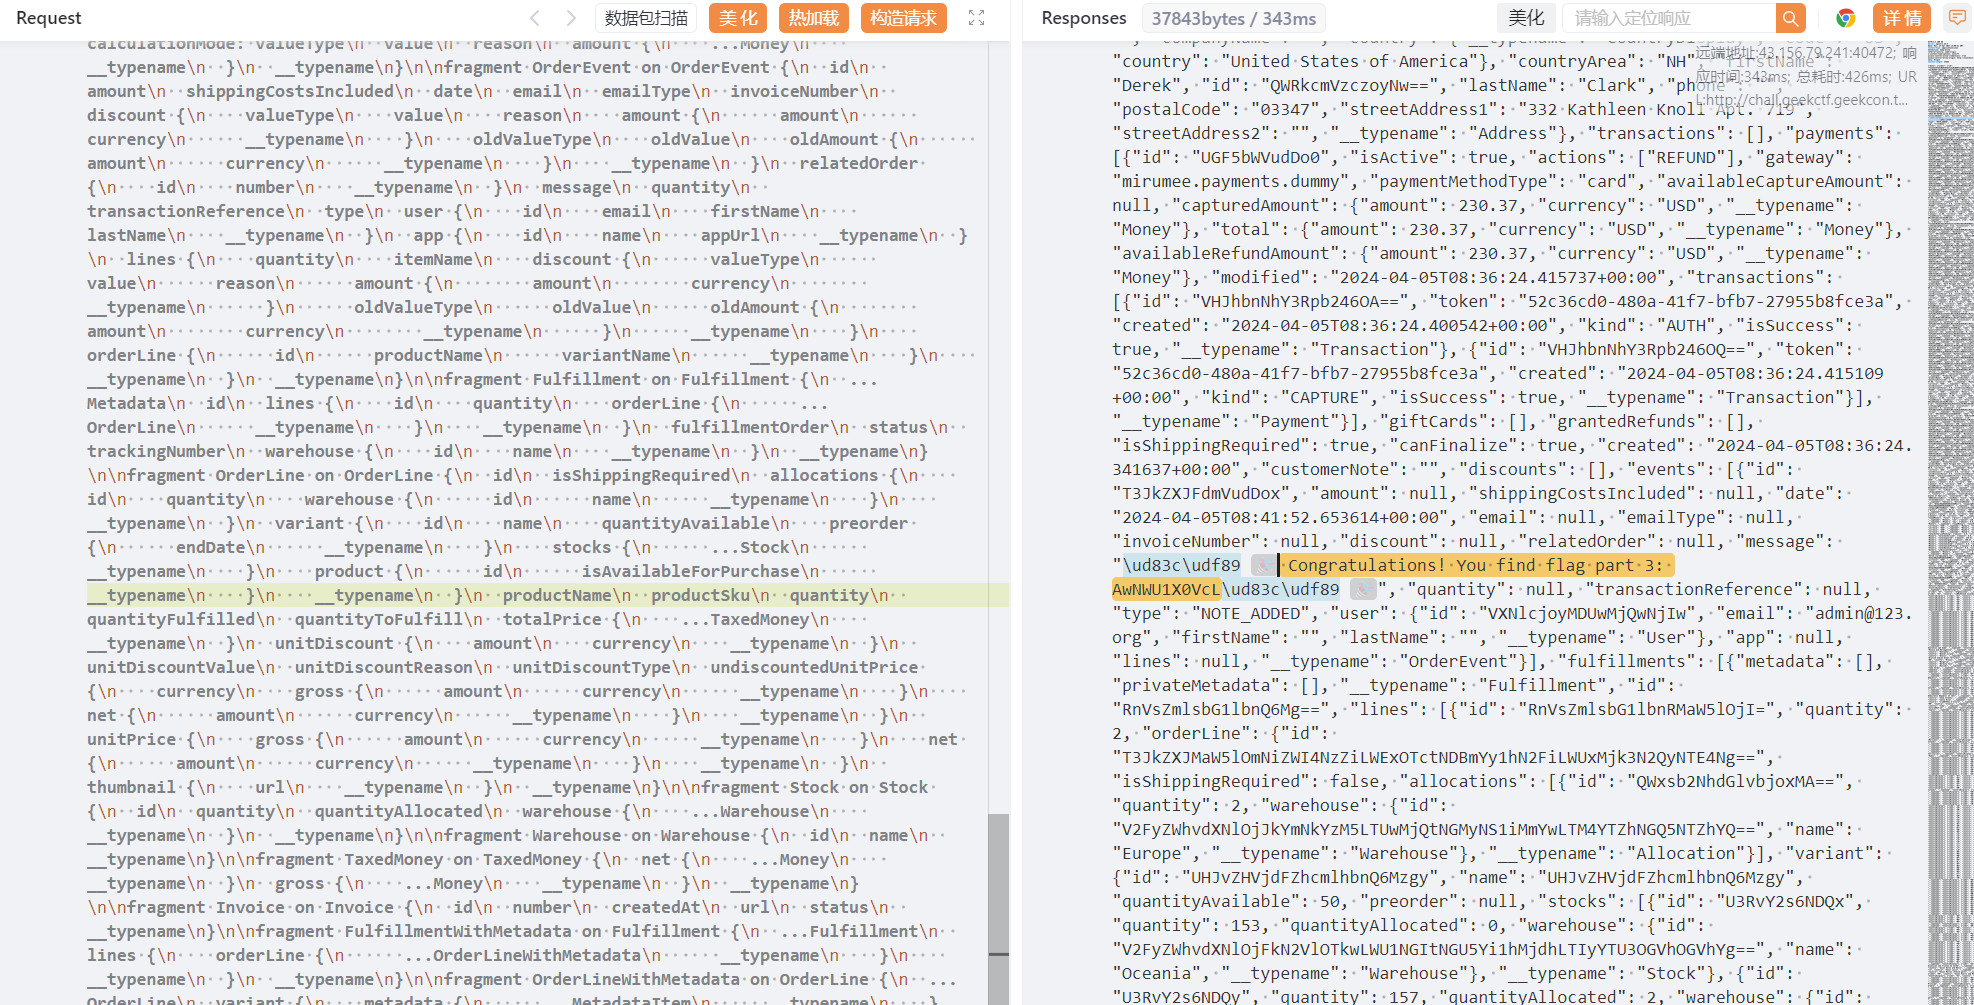 Request
数据包扫描
美化
热加载
构造请求
__typename\n }\n __typename\n}\n\nfragment OrderEvent on OrderEvent {\n id\n
amount\n shippingCostsIncluded\n date\n email\n emailType\n invoiceNumber\n
discount {\n valueType\n value\n reason\n amount {\n amount\n
currency\n __typename\n }\n oldValueType\n oldValue\n oldAmount {\n
amount\n currency\n __typename\n }\n __typename\n }\n relatedOrder
{\n id\n number\n __typename\n }\n message\n quantity\n
transactionReference\n type\n user {\n id\n email\n firstName\n
lastName\n __typename\n }\n app {\n id\n name\n appUrl\n __typename\n }
\n lines {\n quantity\n itemName\n discount {\n valueType\n
value\n reason\n amount {\n amount\n currency\n
__typename\n }\n oldValueType\n oldValue\n oldAmount {\n
amount\n currency\n __typename\n }\n __typename\n }\n
orderLine {\n id\n productName\n variantName\n __typename\n }\n
__typename\n }\n __typename\n}\n\nfragment Fulfillment on Fulfillment {\n ...
Metadata\n id\n lines {\n id\n quantity\n orderLine {\n ...
OrderLine\n __typename\n }\n __typename\n }\n fulfillmentOrder\n status\n
trackingNumber\n warehouse {\n id\n name\n __typename\n }\n __typename\n}
\n\nfragment OrderLine on OrderLine {\n id\n isShippingRequired\n allocations {\n
id\n quantity\n warehouse {\n id\n name\n __typename\n }\n
__typename\n }\n variant {\n id\n name\n quantityAvailable\n preorder
{\n endDate\n __typename\n }\n stocks {\n ...Stock\n
__typename\n }\n product {\n id\n isAvailableForPurchase\n
__typename\n }\n __typename\n }\n productName\n productSku\n quantity\n
quantityFulfilled\n quantityToFulfill\n totalPrice {\n ...TaxedMoney\n
__typename\n }\n unitDiscount {\n amount\n currency\n __typename\n }\n
unitDiscountValue\n unitDiscountReason\n unitDiscountType\n undiscountedUnitPrice
{\n currency\n gross {\n amount\n currency\n __typename\n }\n
net {\n amount\n currency\n __typename\n }\n __typename\n }\n
unitPrice {\n gross {\n amount\n currency\n __typename\n }\n net
{\n amount\n currency\n __typename\n }\n __typename\n }\n
thumbnail {\n url\n __typename\n }\n __typename\n}\n\nfragment Stock on Stock
{\n id\n quantity\n quantityAllocated\n warehouse {\n ...Warehouse\n
__typename\n }\n __typename\n}\n\nfragment Warehouse on Warehouse {\n id\n name\n
__typename\n}\n\nfragment TaxedMoney on TaxedMoney {\n net {\n ...Money\n
__typename\n }\n gross {\n ...Money\n __typename\n }\n __typename\n}
\n\nfragment Invoice on Invoice {\n id\n number\n createdAt\n url\n status\n
__typename\n}\n\nfragment FulfillmentWithMetadata on Fulfillment {\n ...Fulfillment\n
lines {\n orderLine {\n ...OrderLineWithMetadata\n __typename\n }\n
__typename\n }\n __typename\n}\n\nfragment OrderLineWithMetadata on OrderLine {\n ...
OrderLine\n variant {\n metadata {\n ...MetadataItem\n __typename\n }
Responses
37843bytes / 343ms
美化
请输入定位响应
详情
远端地址:43.156.79.241:40472; 响
应时间:343ms; 总耗时:426ms; UR
L:http://chall.geekctf.geekcon.t...
"country": "United States of America"}, "countryArea": "NH", "firstName":
"Derek", "id": "QWRkcmVzczoyNw==", "lastName": "Clark", "phone":
"postalCode": "03347", "streetAddress1": "332 Kathleen Knoll Apt. 719",
"streetAddress2": "", "__typename": "Address"}, "transactions": [], "payments":
[{"id": "UGF5bWVudDo0", "isActive": true, "actions": ["REFUND"], "gateway":
"mirumee.payments.dummy", "paymentMethodType": "card", "availableCaptureAmount":
null, "capturedAmount": {"amount": 230.37, "currency": "USD", "__typename":
"Money"}, "total": {"amount": 230.37, "currency": "USD", "__typename": "Money"},
"availableRefundAmount": {"amount": 230.37, "currency": "USD", "__typename":
"Money"}, "modified": "2024-04-05T08:36:24.415737+00:00", "transactions":
[{"id": "VHJhbnNhY3Rpb246OA==", "token": "52c36cd0-480a-41f7-bfb7-27955b8fce3a",
"created": "2024-04-05T08:36:24.400542+00:00", "kind": "AUTH", "isSuccess":
true, "__typename": "Transaction"}, {"id": "VHJhbnNhY3Rpb246OQ==", "token":
"52c36cd0-480a-41f7-bfb7-27955b8fce3a", "created": "2024-04-05T08:36:24.415109
+00:00", "kind": "CAPTURE", "isSuccess": true, "__typename": "Transaction"}],
"__typename": "Payment"}], "giftCards": [], "grantedRefunds": [],
"isShippingRequired": true, "canFinalize": true, "created": "2024-04-05T08:36:24.
341637+00:00", "customerNote": "", "discounts": [], "events": [{"id":
"T3JkZXJFdmVudDox", "amount": null, "shippingCostsIncluded": null, "date":
"2024-04-05T08:41:52.653614+00:00", "email": null, "emailType": null,
"invoiceNumber": null, "discount": null, "relatedOrder": null, "message":
"\ud83c\udf89 Congratulations! You find flag part 3:
AwNWU1X0VcL\ud83c\udf89 ", "quantity": null, "transactionReference": null,
"type": "NOTE_ADDED", "user": {"id": "VXNlcjoyMDUwMjQwNjIw", "email": "admin@123.
org", "firstName": "", "lastName": "", "__typename": "User"}, "app": null,
"lines": null, "__typename": "OrderEvent"}], "fulfillments": [{"metadata": [],
"privateMetadata": [], "__typename": "Fulfillment", "id":
"RnVsZmlsbG1lbnQ6Mg==", "lines": [{"id": "RnVsZmlsbG1lbnRMaW5lOjI=", "quantity":
2, "orderLine": {"id":
"T3JkZXJMaW5lOmNiZWI4NzZiLWExOTctNDBmYy1hN2FiLWUxMjk3N2QyNTE4Ng==",
"isShippingRequired": false, "allocations": [{"id": "QWxsb2NhdGlvbjoxMA==",
"quantity": 2, "warehouse": {"id":
"V2FyZWhvdXNlOjJkYmNkYzM5LTUwMjQtNGMyNS1iMmYwLTM4YTZhNGQ5NTZhYQ==", "name":
"Europe", "__typename": "Warehouse"}, "__typename": "Allocation"}], "variant":
{"id": "UHJvZHVjdFZhcmlhbnQ6Mzgy", "name": "UHJvZHVjdFZhcmlhbnQ6Mzgy",
"quantityAvailable": 50, "preorder": null, "stocks": [{"id": "U3RvY2s6NDQx",
"quantity": 153, "quantityAllocated": 0, "warehouse": {"id":
"V2FyZWhvdXNlOjFkN2VlOTkwLWU1NGItNGU5Yi1hMjdhLTIyYTU3OGVhOGVhYg==", "name":
"Oceania", "__typename": "Warehouse"}, "__typename": "Stock"}, {"id":
"U3RvY2s6NDQy", "quantity": 157, "quantityAllocated": 2, "warehouse": {"id":